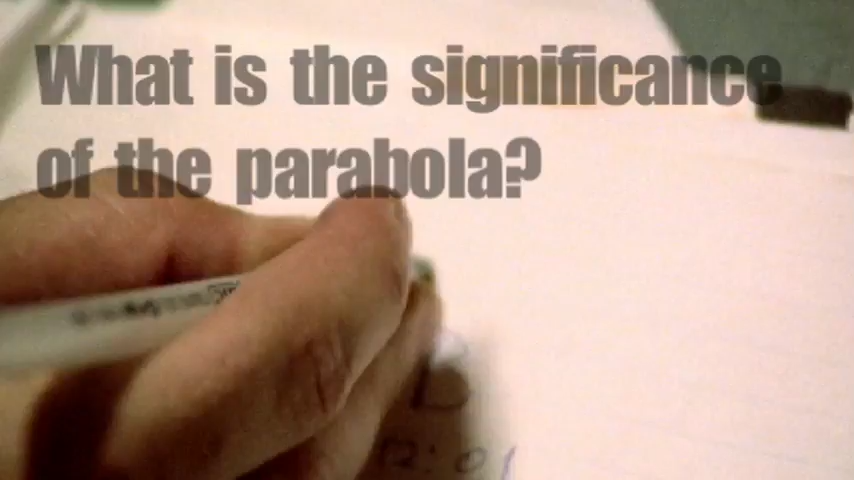 What is the significance
of the parabola?